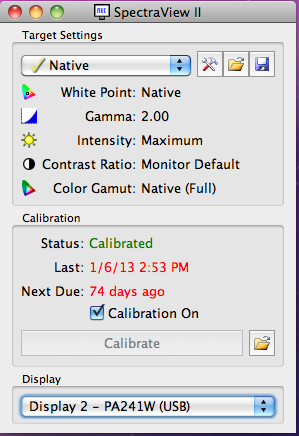 NEC SpectraView II
Target Settings
Native
White Point: Native
Gamma: 2.00
Intensity: Maximum
Contrast Ratio: Monitor Default
Color Gamut: Native (Full)
Calibration
Status: Calibrated
Last: 1/6/13 2:53 PM
Next Due: 74 days ago
Calibration On
Calibrate
Display
Display 2 – PA241W (USB)